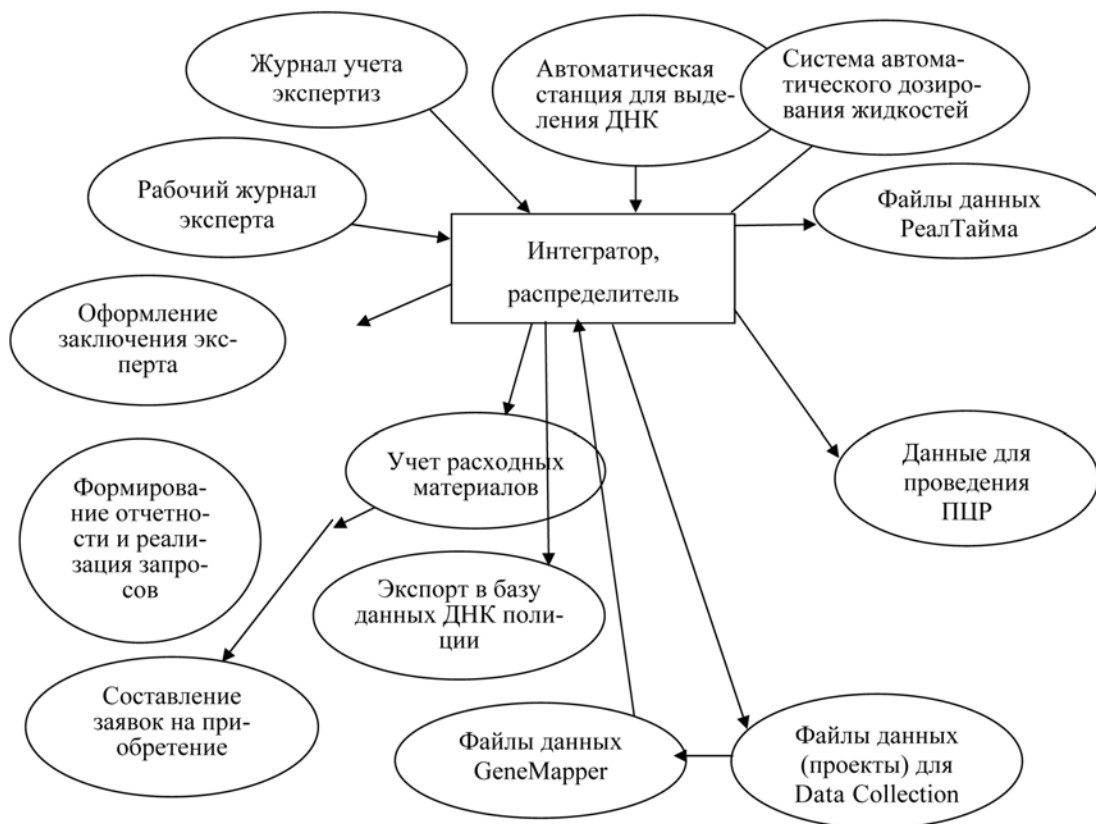 Журнал учета
экспертиз
Автоматическая
станция для выде-
ления ДНК
Система автома-
тического дозиро-
вания жидкостей
Рабочий журнал
эксперта
Файлы данных
РеалТайма
Интегратор,
распределитель
Оформление
заключения экс-
перта
Учет расходных
материалов
Данные для
проведения
ПЦР
Формирова-
ние отчетно-
сти и реали-
зация запро-
сов
Экспорт в базу
данных ДНК поли-
ции
Составление
заявок на при-
обретение
Файлы данных
GeneMapper
Файлы данных
(проекты) для
Data Collection